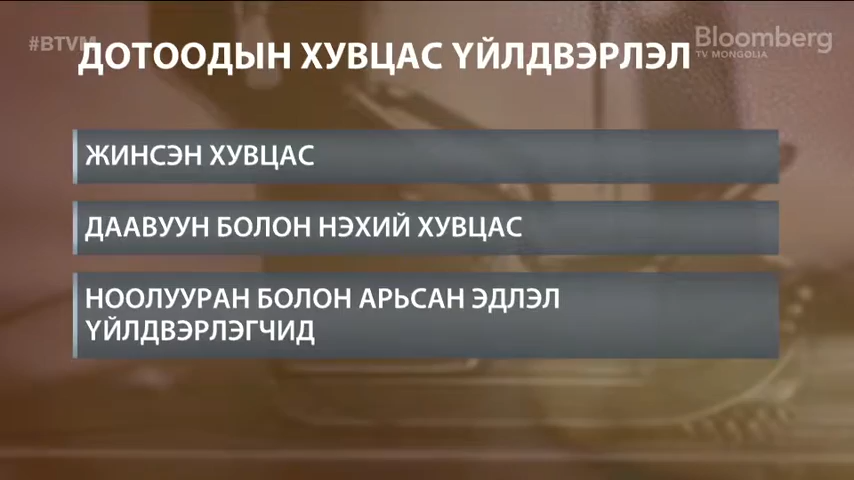 #BTVM
ДОТООДЫН ХУВЦАС ҮЙЛДВЭРЛЭЛ
Bloomberg
TV MONGOLIA
ЖИНСЭН ХУВЦАС
ДААВУУН БОЛОН НЭХИЙ ХУВЦАС
НООЛУУРАН БОЛОН АРЬСАН ЭДЛЭЛ
ҮЙЛДВЭРЛЭГЧИД